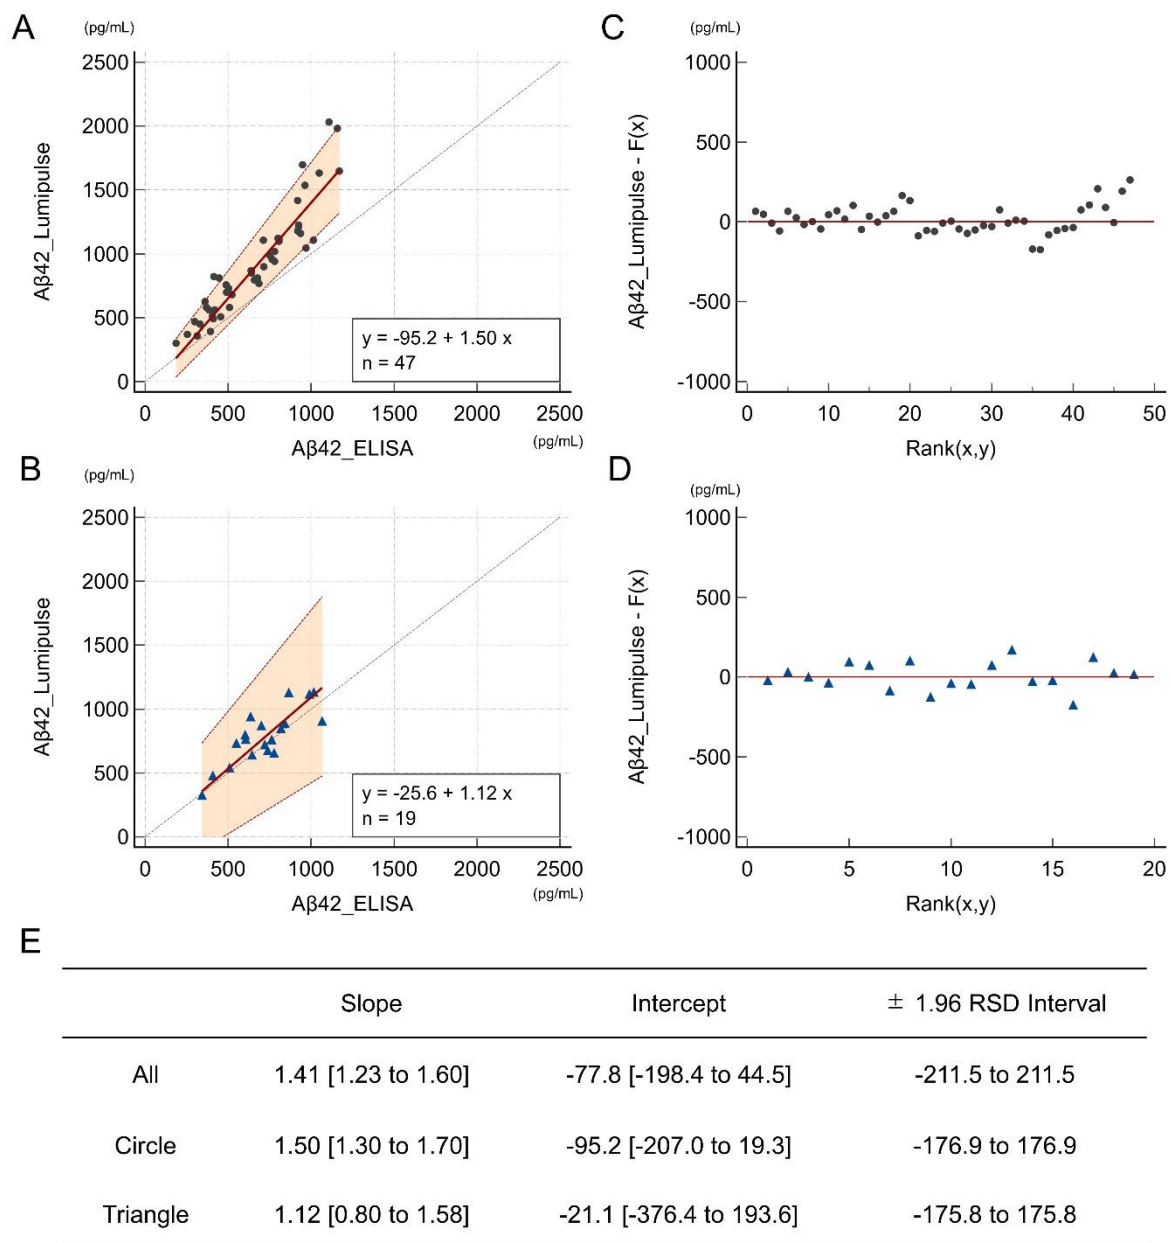 A
(pg/mL)
2500
2000
1500
1000
500
0
Aβ42_Lumipulse
y = -95.2 + 1.50 x
n = 47
0 500 1000 1500 2000 2500
Aβ42_ELISA
(pg/mL)
C
(pg/mL)
1000
500
0
-500
-1000
Aβ42_Lumipulse - F(x)
0 10 20 30 40 50
Rank(x,y)
B
(pg/mL)
2500
2000
1500
1000
500
0
Aβ42_Lumipulse
y = -25.6 + 1.12 x
n = 19
0 500 1000 1500 2000 2500
Aβ42_ELISA
(pg/mL)
D
(pg/mL)
1000
500
0
-500
-1000
Aβ42_Lumipulse - F(x)
0 5 10 15 20
Rank(x,y)
E
Slope Intercept ± 1.96 RSD Interval
All 1.41 [1.23 to 1.60] -77.8 [-198.4 to 44.5] -211.5 to 211.5
Circle 1.50 [1.30 to 1.70] -95.2 [-207.0 to 19.3] -176.9 to 176.9
Triangle 1.12 [0.80 to 1.58] -21.1 [-376.4 to 193.6] -175.8 to 175.8